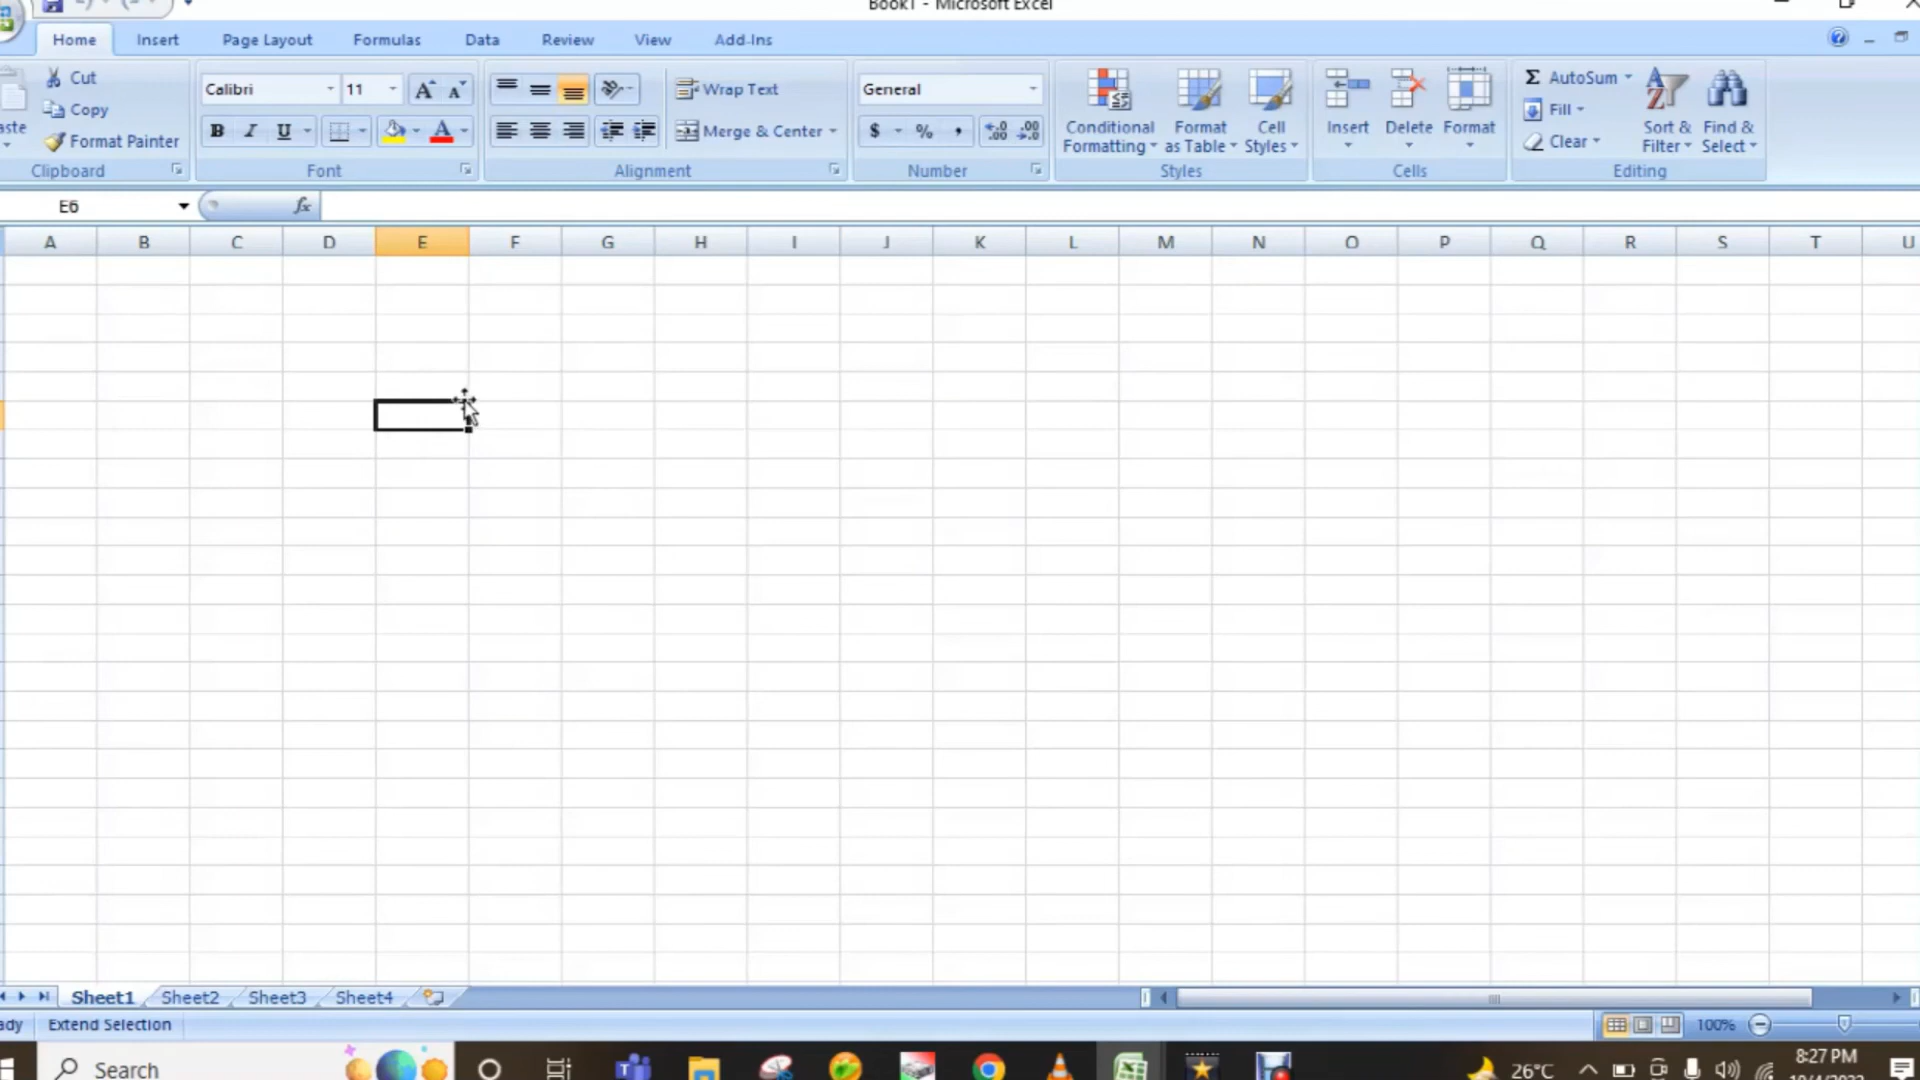 Book1 - Microsoft Excel
Home Insert Page Layout Formulas Data Review View Add-Ins
Cut
Copy
Format Painter
Clipboard
Calibri 11
B I U
Font
Wrap Text
Merge & Center
Alignment
General
$ % ,
Number
Conditional Formatting
Format as Table
Cell Styles
Styles
Insert Delete Format
Cells
Σ AutoSum
Fill
Clear
Sort & Filter
Find & Select
Editing
E6 fx
A B C D E F G H I J K L M N O P Q R S T U
Sheet1 Sheet2 Sheet3 Sheet4
Extend Selection 100%
Search 26°C 8:27 PM